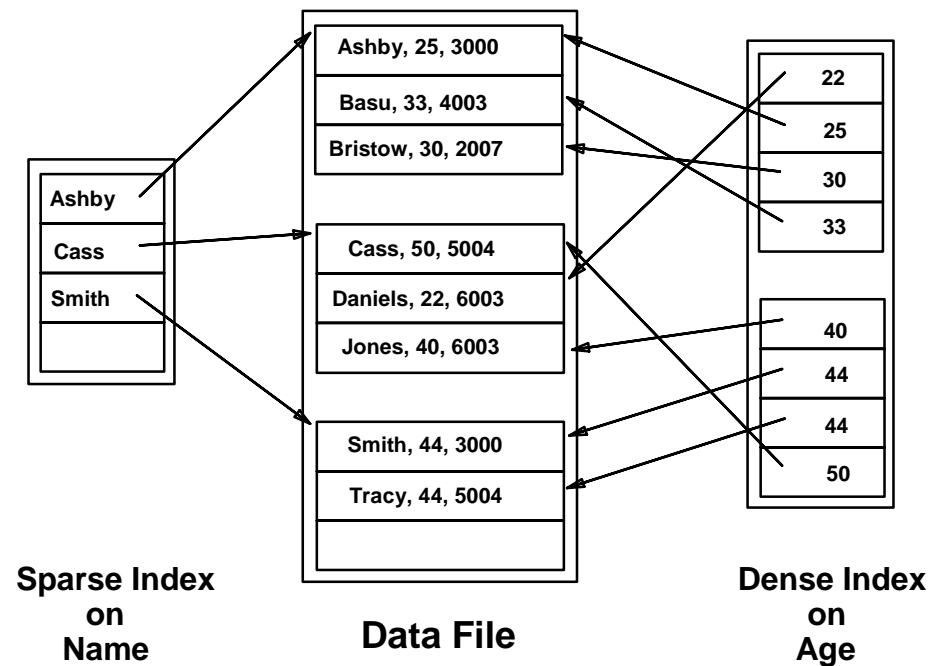 Ashby
Cass
Smith
Sparse Index
on
Name
Ashby, 25, 3000
Basu, 33, 4003
Bristow, 30, 2007
Cass, 50, 5004
Daniels, 22, 6003
Jones, 40, 6003
Smith, 44, 3000
Tracy, 44, 5004
Data File
22
25
30
33
40
44
44
50
Dense Index
on
Age